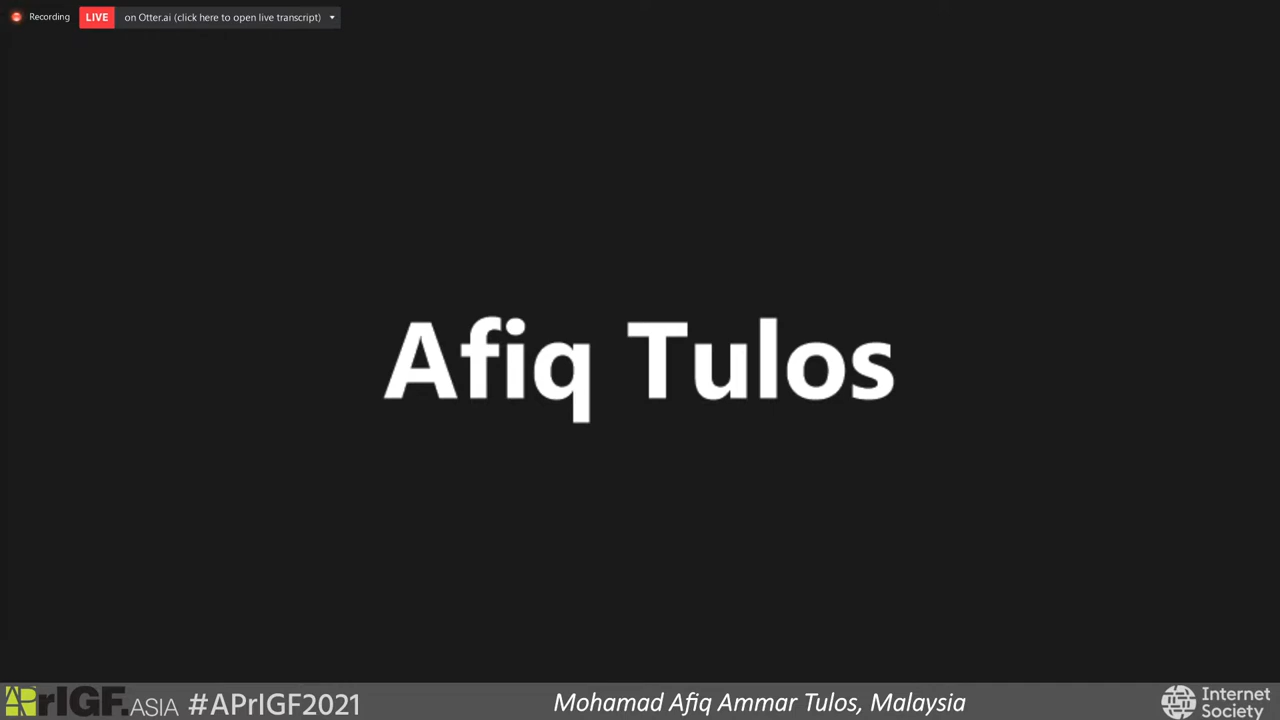 Recording LIVE on Otter.ai (click here to open live transcript)
Afiq Tulos
APrIGF.ASIA #APrIGF2021 Mohamad Afiq Ammar Tulos, Malaysia Internet
Society